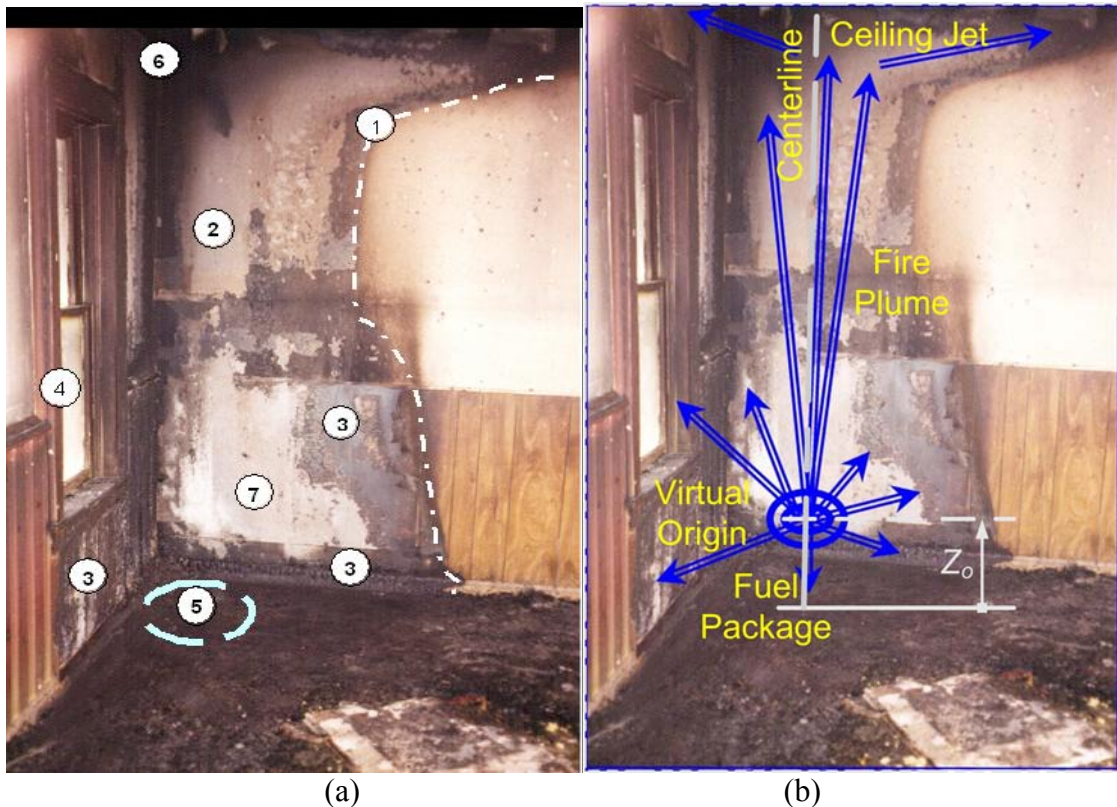 6
1
2
4
3
7
3
3
5
(a)
Centerline
Ceiling Jet
Fire
Plume
Virtual
Origin
Fuel
Package
Zo
(b)